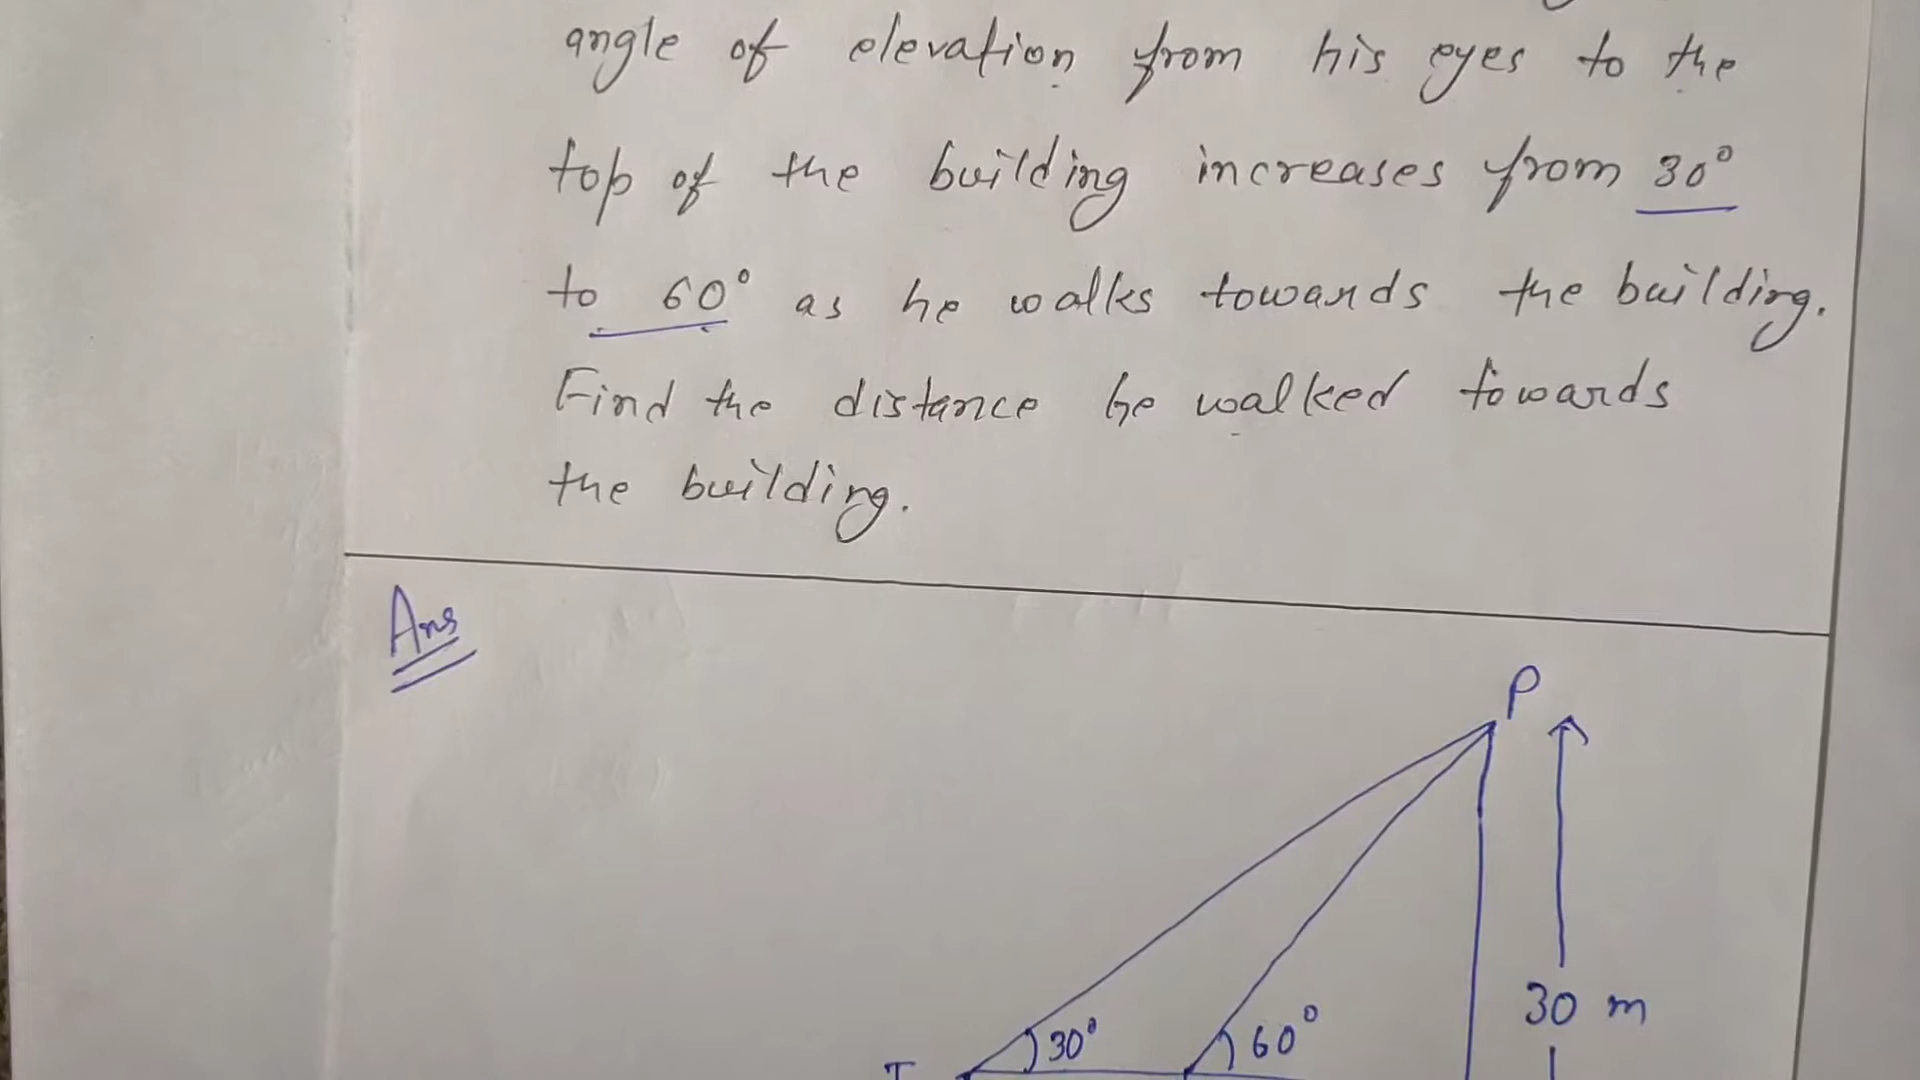 angle of elevation from his eyes to the
top of the building increases from 30°
to 60° as he walks towards the building.
Find the distance he walked towards
the building.
Ans
P
30 m
30°
60°